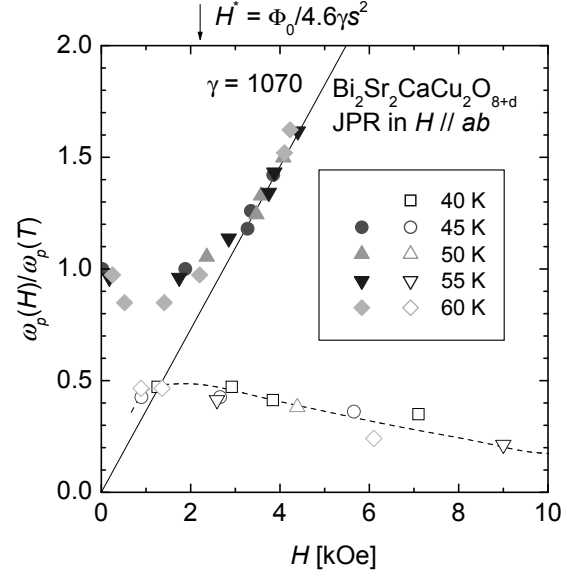 H* = Φ₀/4.6γs²
2.0
γ = 1070
Bi₂Sr₂CaCu₂O₈₊d
JPR in H // ab
1.5
40 K
45 K
50 K
55 K
60 K
1.0
0.5
0.0
ωₚ(H)/ωₚ(T)
0 2 4 6 8 10
H [kOe]